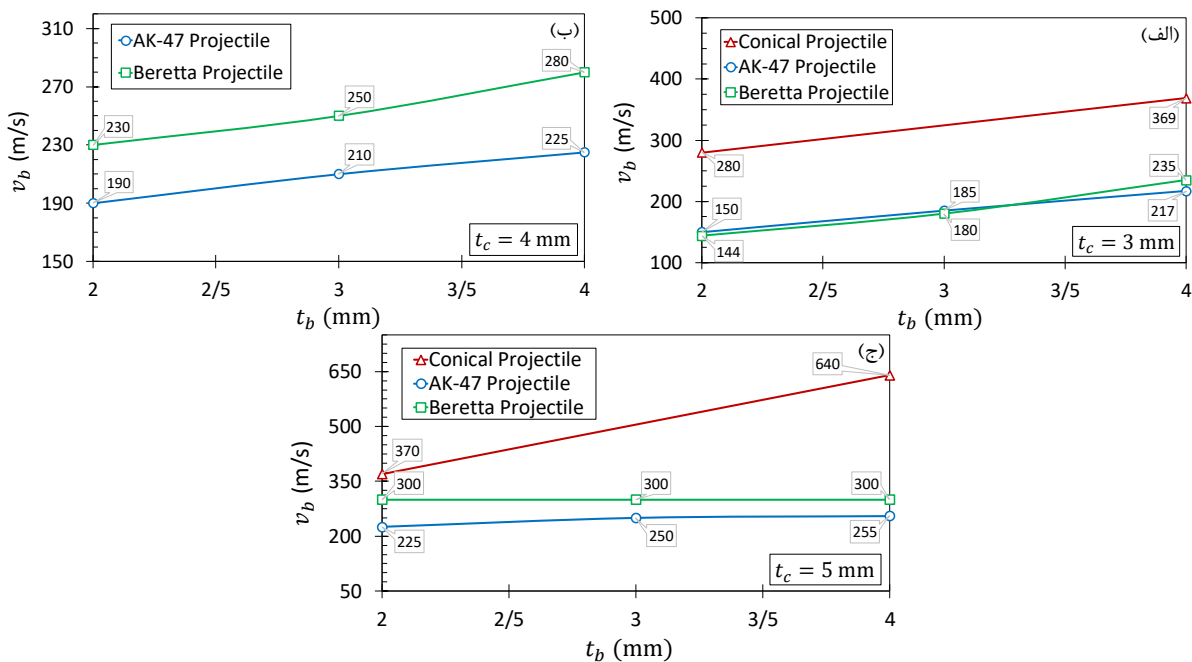 (ب)
AK-47 Projectile
Beretta Projectile
310
270
230
190
150
v_b (m/s)
230
250
280
190
210
225
t_c = 4 mm
2
2/5
3
3/5
4
t_b (mm)
(الف)
Conical Projectile
AK-47 Projectile
Beretta Projectile
500
400
300
200
100
v_b (m/s)
280
369
150
185
235
144
180
217
t_c = 3 mm
2
2/5
3
3/5
4
t_b (mm)
(ج)
Conical Projectile
AK-47 Projectile
Beretta Projectile
650
450
350
200
50
v_b (m/s)
640
370
300
300
300
225
250
255
t_c = 5 mm
2
2/5
3
3/5
4
t_b (mm)